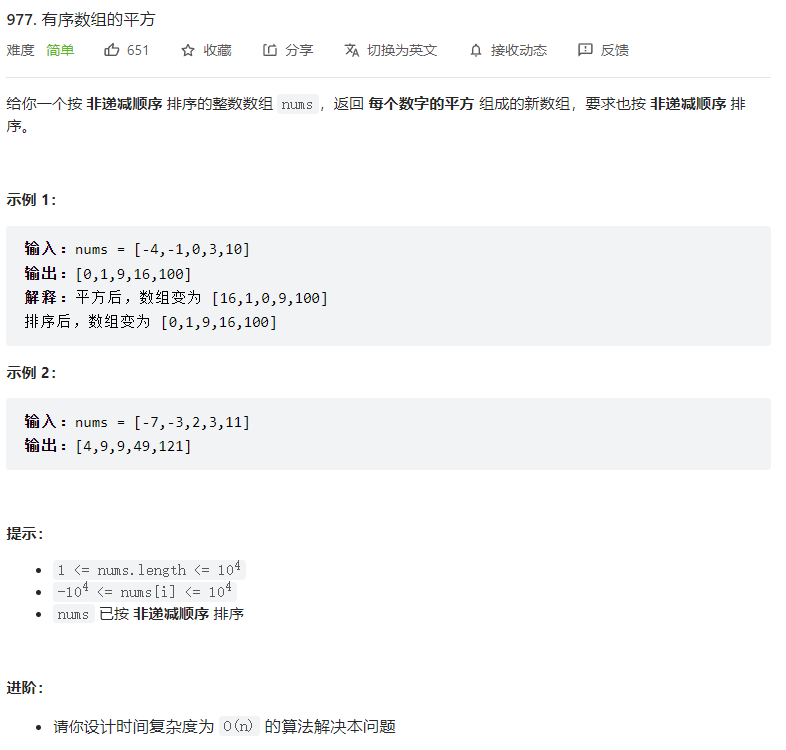 977. 有序数组的平方
难度 简单 651 收藏 分享 切换为英文 接收动态 反馈
给你一个按 非递减顺序 排序的整数数组 nums，返回 每个数字的平方 组成的新数组，要求也按 非递减顺序 排
序。
示例 1：
输入：nums = [-4,-1,0,3,10]
输出：[0,1,9,16,100]
解释：平方后，数组变为 [16,1,0,9,100]
排序后，数组变为 [0,1,9,16,100]
示例 2：
输入：nums = [-7,-3,2,3,11]
输出：[4,9,9,49,121]
提示：
• 1 <= nums.length <= 10⁴
• -10⁴ <= nums[i] <= 10⁴
• nums 已按 非递减顺序 排序
进阶：
• 请你设计时间复杂度为 O(n) 的算法解决本问题